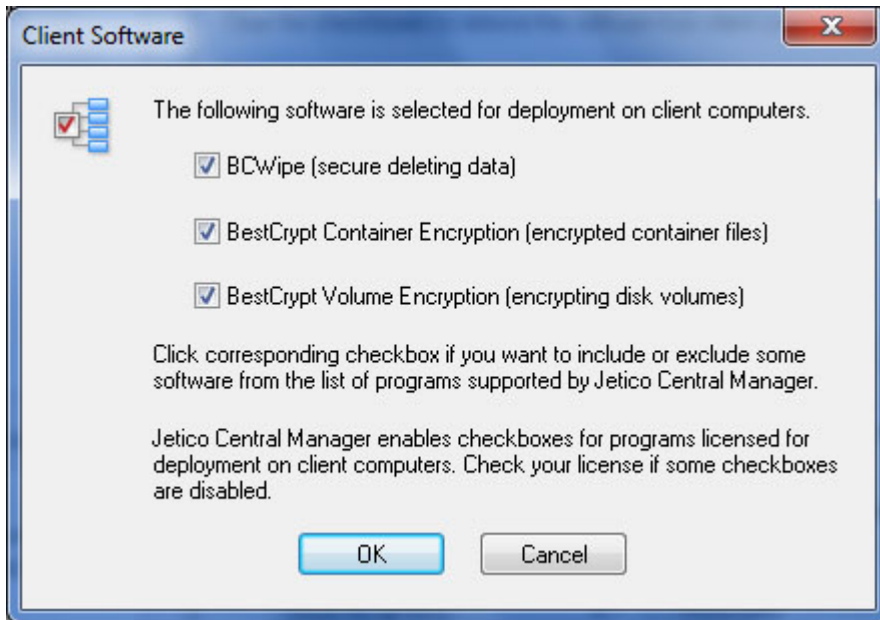 Client Software
The following software is selected for deployment on client computers.
BCWipe (secure deleting data)
BestCrypt Container Encryption (encrypted container files)
BestCrypt Volume Encryption (encrypting disk volumes)
Click corresponding checkbox if you want to include or exclude some
software from the list of programs supported by Jetico Central Manager.
Jetico Central Manager enables checkboxes for programs licensed for
deployment on client computers. Check your license if some checkboxes
are disabled.
OK
Cancel